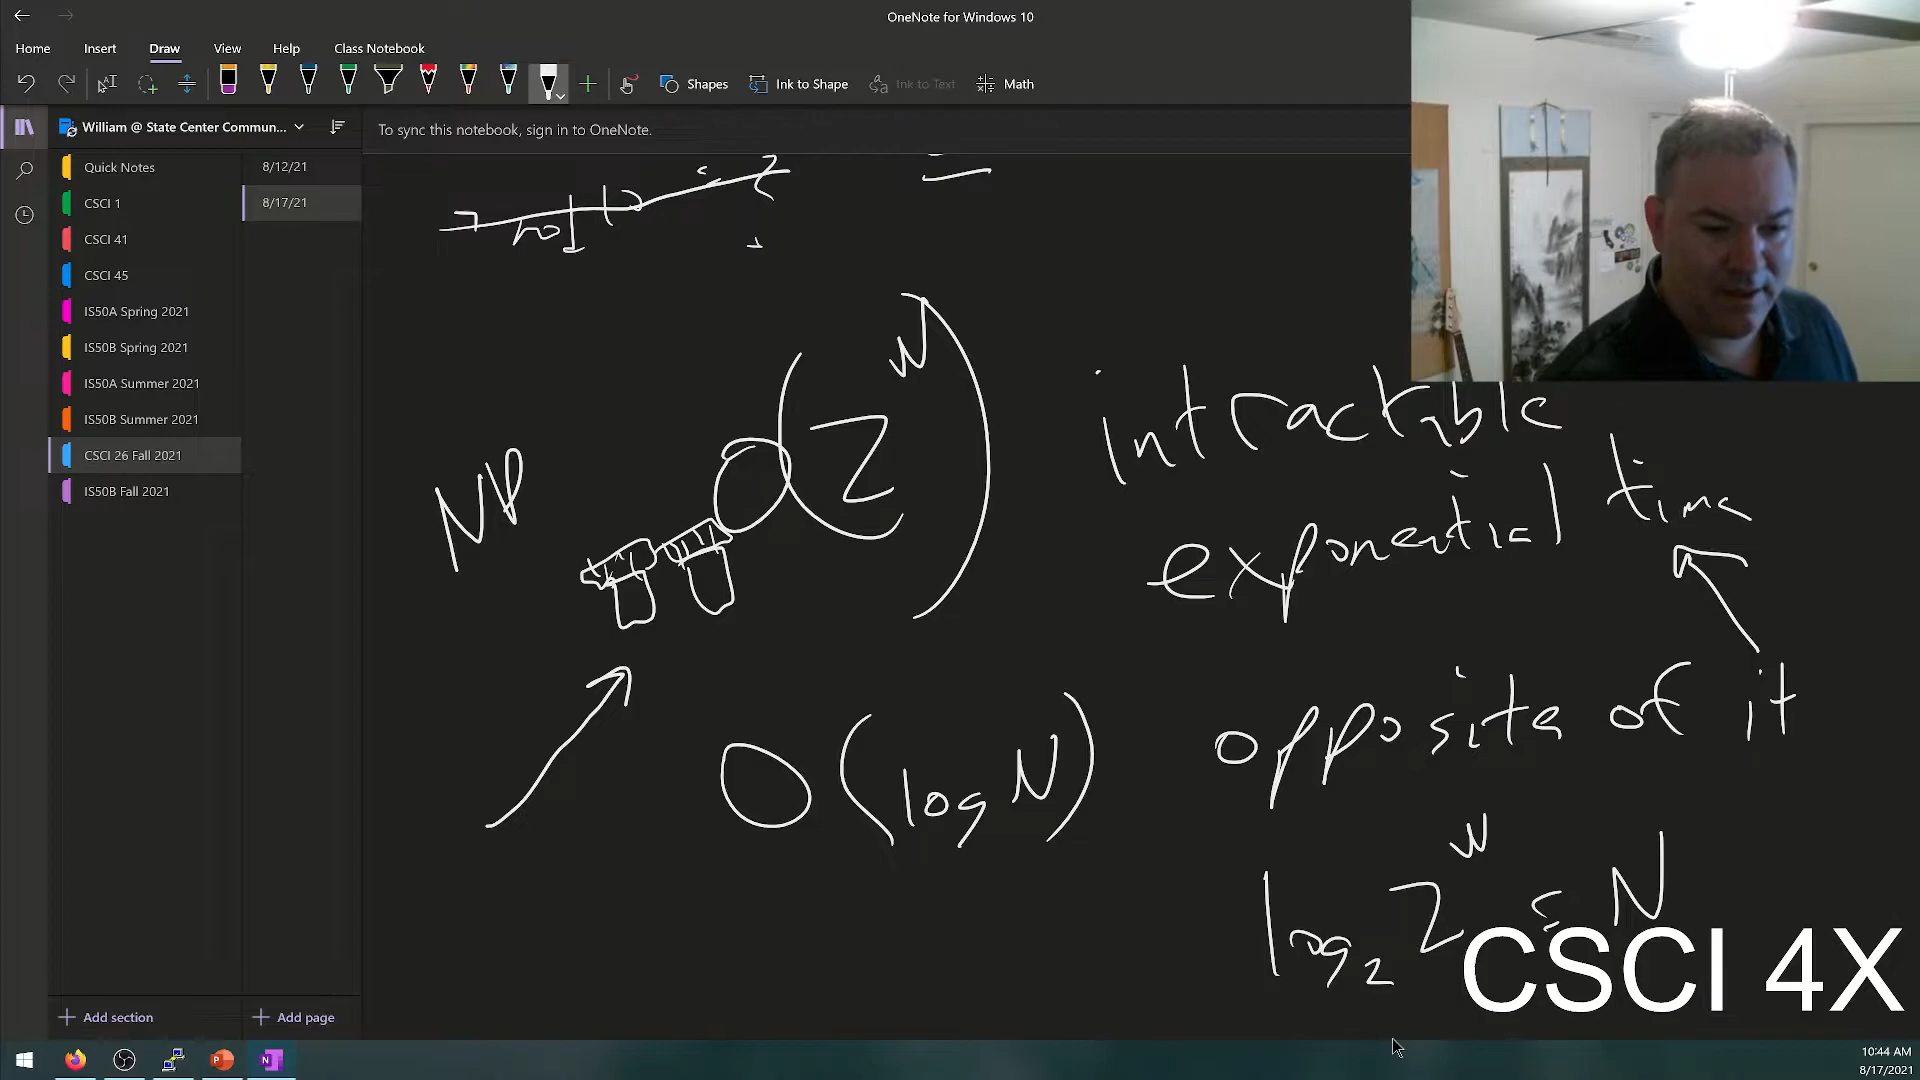 OneNote for Windows 10
Home Insert Draw View Help Class Notebook
Shapes Ink to Shape Ink to Text Math
William @ State Center Commun...
To sync this notebook, sign in to OneNote.
Quick Notes
CSCI 1
CSCI 41
CSCI 45
IS50A Spring 2021
IS50B Spring 2021
IS50A Summer 2021
IS50B Summer 2021
CSCI 26 Fall 2021
IS50B Fall 2021
8/12/21
8/17/21
NP
O(2^N)
intractable
exponential time
O(log N)
opposite of it
log₂ 2^N = N
CSCI 4X
Add section
Add page
10:44 AM
8/17/2021